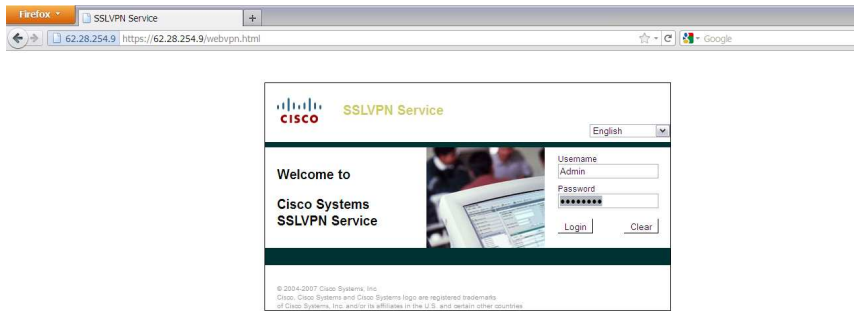 Firefox
SSLVPN Service
+
62.28.254.9 https://62.28.254.9/webvpn.html
Google
CISCO
SSLVPN Service
English
Welcome to
Cisco Systems
SSLVPN Service
Username
Admin
Password
••••••••
Login Clear
© 2004-2007 Cisco Systems, Inc.
Cisco, Cisco Systems and Cisco Systems logo are registered trademarks
of Cisco Systems, Inc. and/or its affiliates in the U.S. and certain other countries